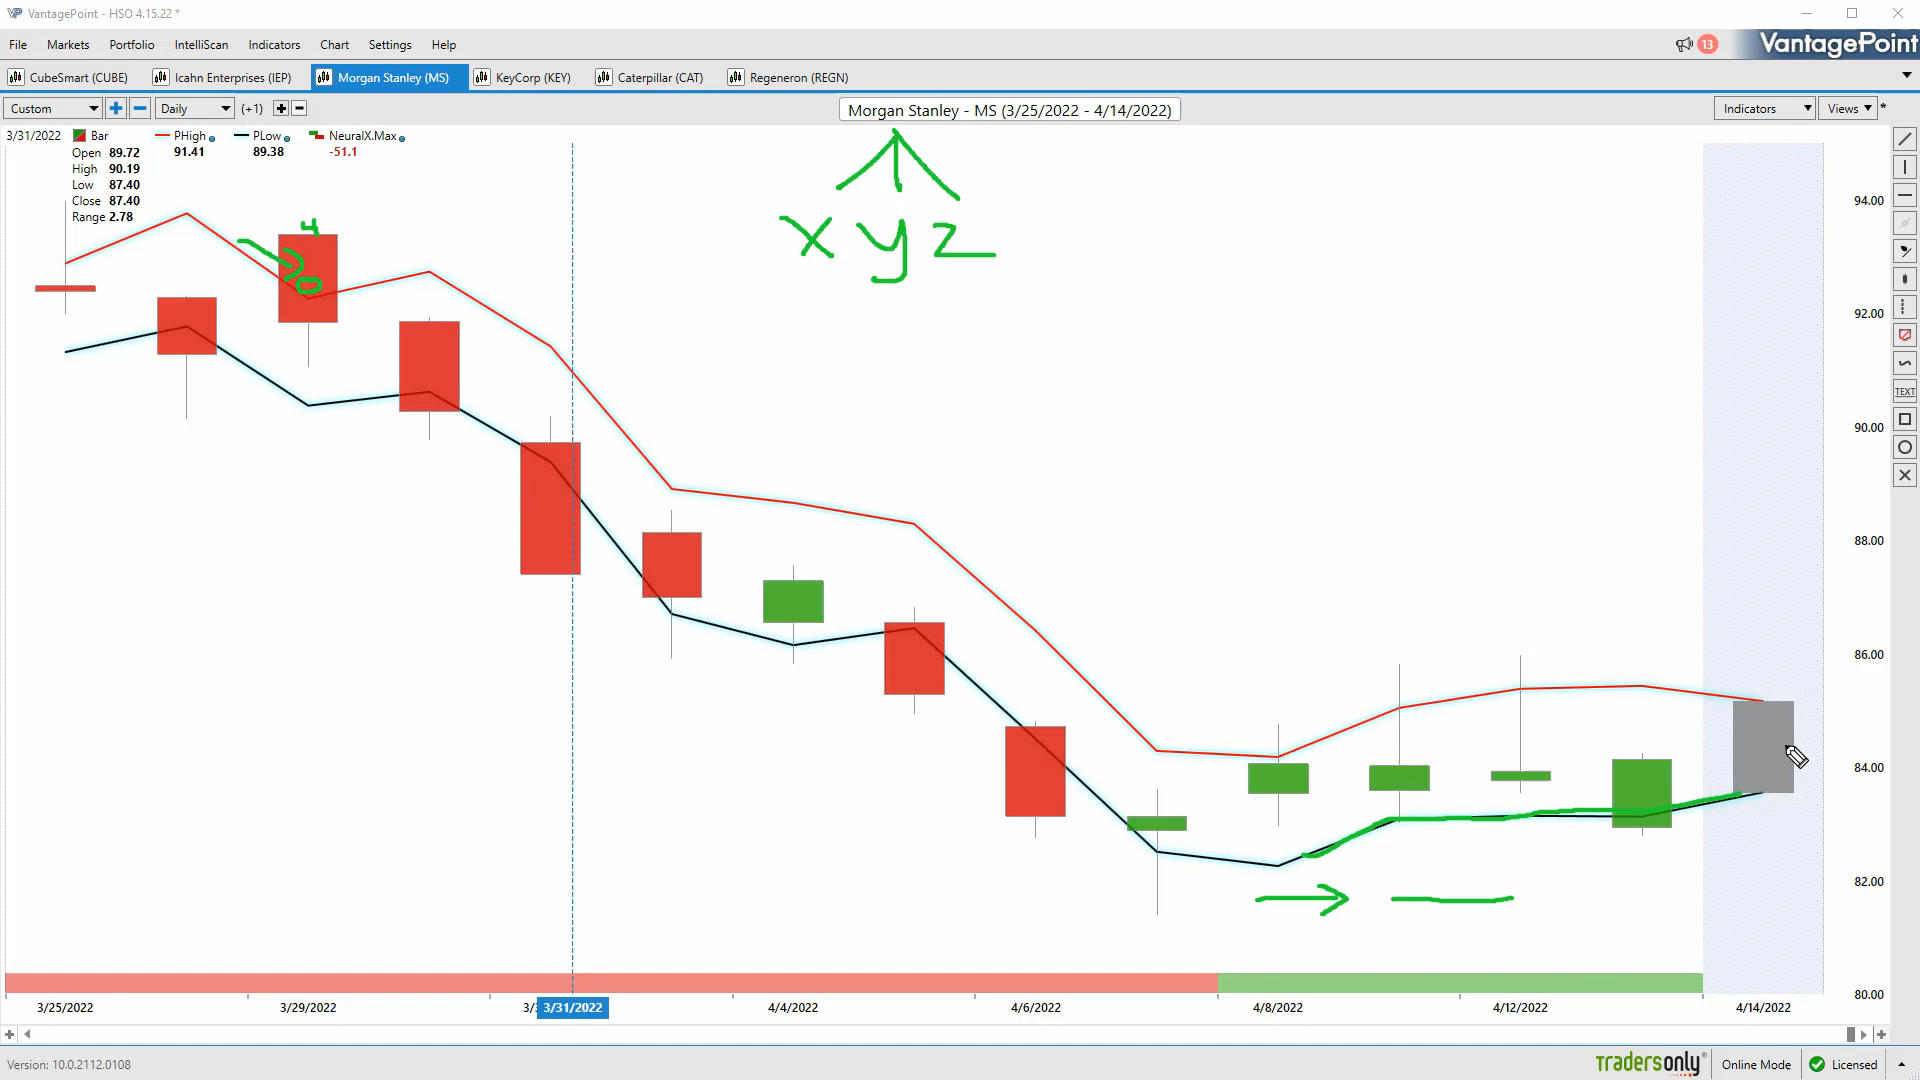 VP VantagePoint - HSO 4.15.22 *
File Markets Portfolio IntelliScan Indicators Chart Settings Help 13 VantagePoint
CubeSmart (CUBE) Icahn Enterprises (IEP) Morgan Stanley (MS) KeyCorp (KEY) Caterpillar (CAT) Regeneron (REGN)
Custom Daily (+1) Morgan Stanley - MS (3/25/2022 - 4/14/2022) Indicators Views *
3/31/2022 Bar PHigh PLow NeuralX.Max
Open 89.72 91.41 89.38 -51.1
High 90.19
Low 87.40
Close 87.40
Range 2.78
4
0
x y z
94.00
92.00
90.00
88.00
86.00
84.00
82.00
80.00
TEXT
3/25/2022 3/29/2022 3/3 3/31/2022 4/4/2022 4/6/2022 4/8/2022 4/12/2022 4/14/2022
Version: 10.0.2112.0108 tradersonly Online Mode Licensed